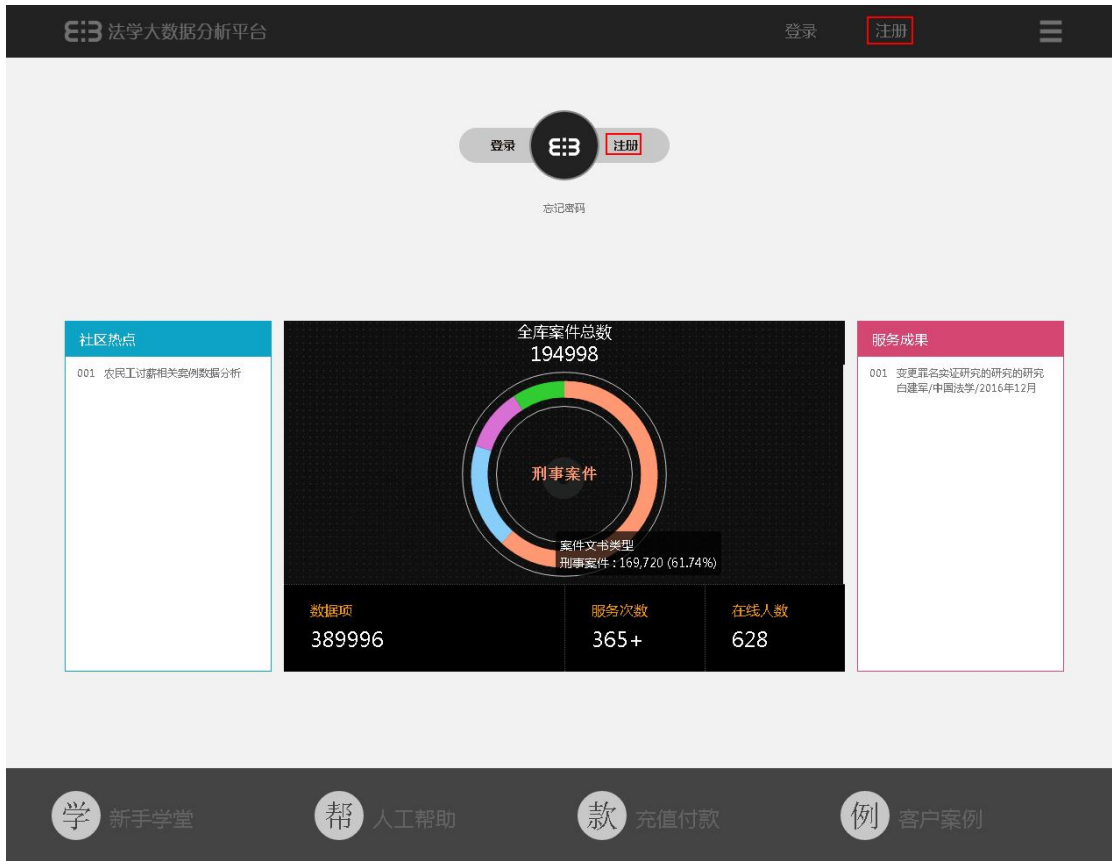 法学大数据分析平台
登录 注册
登录 注册
忘记密码
社区热点
001 农民工讨薪相关案例数据分析
全库案件总数
194998
刑事案件
案件文书类型
刑事案件 : 169,720 (61.74%)
数据项
389996
服务次数
365+
在线人数
628
服务成果
001 变更罪名实证研究的研究的研究
白建军/中国法学/2016年12月
学 新手学堂
帮 人工帮助
款 充值付款
例 客户案例